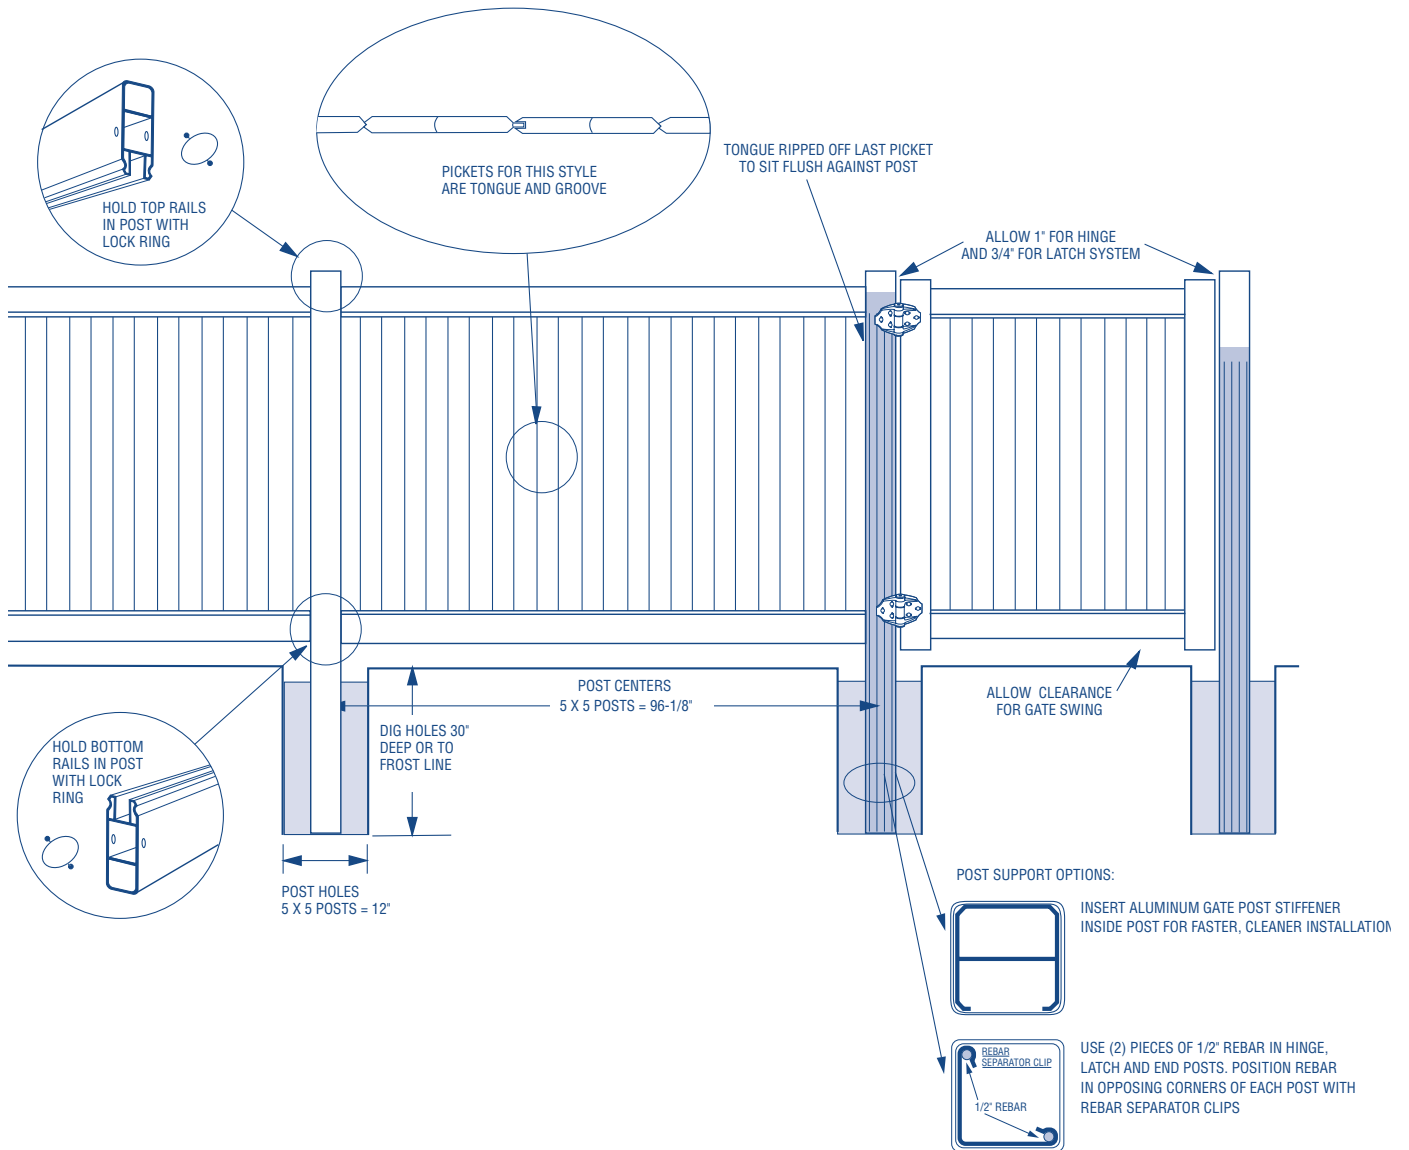 PICKETS FOR THIS STYLE
ARE TONGUE AND GROOVE
TONGUE RIPPED OFF LAST PICKET
TO SIT FLUSH AGAINST POST
HOLD TOP RAILS
IN POST WITH
LOCK RING
ALLOW 1" FOR HINGE
AND 3/4" FOR LATCH SYSTEM
POST CENTERS
5 X 5 POSTS = 96-1/8"
ALLOW CLEARANCE
FOR GATE SWING
DIG HOLES 30"
DEEP OR TO
FROST LINE
HOLD BOTTOM
RAILS IN POST
WITH LOCK
RING
POST HOLES
5 X 5 POSTS = 12"
POST SUPPORT OPTIONS:
INSERT ALUMINUM GATE POST STIFFENER
INSIDE POST FOR FASTER, CLEANER INSTALLATION
REBAR
SEPARATOR CLIP
1/2" REBAR
USE (2) PIECES OF 1/2" REBAR IN HINGE,
LATCH AND END POSTS. POSITION REBAR
IN OPPOSING CORNERS OF EACH POST WITH
REBAR SEPARATOR CLIPS